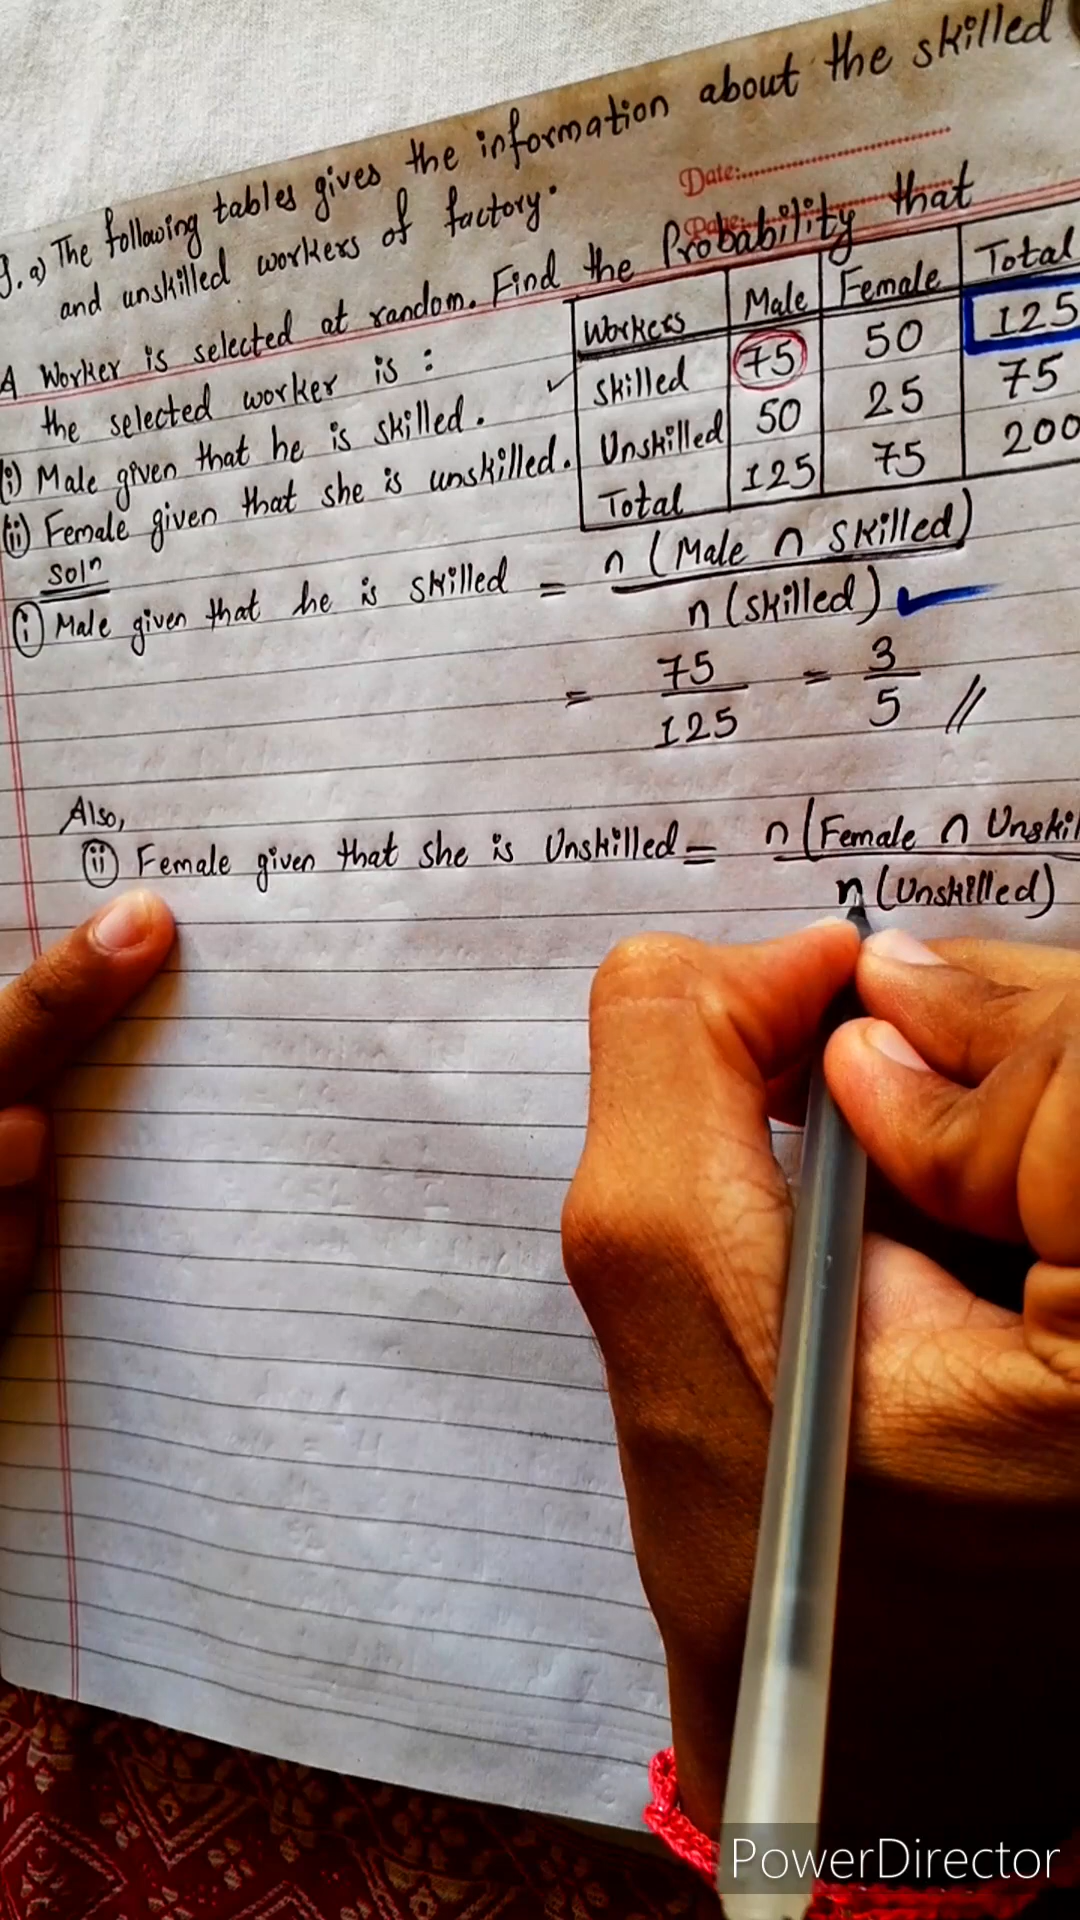 9. a) The following tables gives the information about the skilled
and unskilled workers of factory.
Date:
A Worker is selected at random. Find the Probability that
the selected worker is :
(i) Male given that he is skilled.
(ii) Female given that she is unskilled.
Workers Male Female Total
Skilled 75 50 125
Unskilled 50 25 75
Total 125 75 200
Solⁿ
(i) Male given that he is skilled = n (Male ∩ Skilled)
n (skilled)
= 75 = 3
125 5 //
Also,
(ii) Female given that she is Unskilled = n (Female ∩ Unskil
n (Unskilled)
PowerDirector